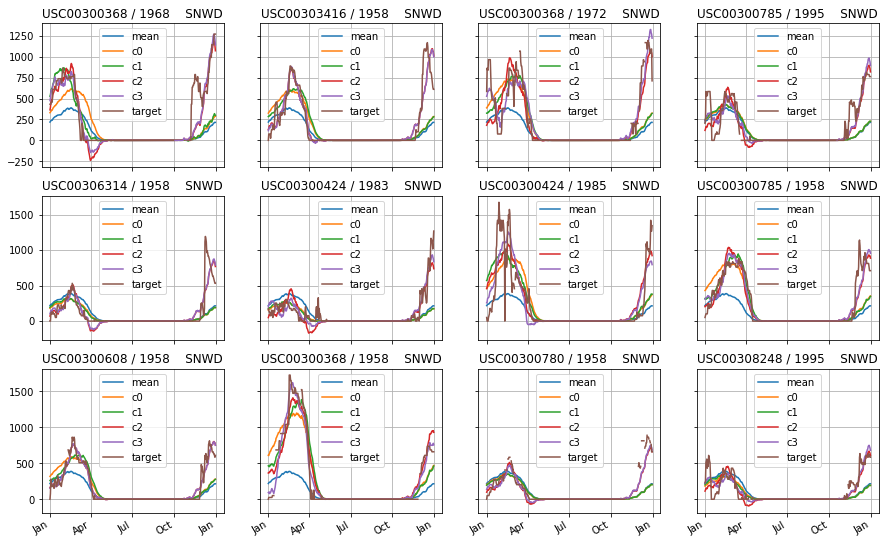 USC00300368 / 1968 SNWD
USC00303416 / 1958 SNWD
USC00300368 / 1972 SNWD
USC00300785 / 1995 SNWD
mean
c0
c1
c2
c3
target
mean
c0
c1
c2
c3
target
mean
c0
c1
c2
c3
target
mean
c0
c1
c2
c3
target
1250
1000
750
500
250
0
−250
USC00306314 / 1958 SNWD
USC00300424 / 1983 SNWD
USC00300424 / 1985 SNWD
USC00300785 / 1958 SNWD
mean
c0
c1
c2
c3
target
mean
c0
c1
c2
c3
target
mean
c0
c1
c2
c3
target
mean
c0
c1
c2
c3
target
1500
1000
500
0
USC00300608 / 1958 SNWD
USC00300368 / 1958 SNWD
USC00300780 / 1958 SNWD
USC00308248 / 1995 SNWD
mean
c0
c1
c2
c3
target
mean
c0
c1
c2
c3
target
mean
c0
c1
c2
c3
target
mean
c0
c1
c2
c3
target
1500
1000
500
0
Jan Apr Jul Oct Jan
Jan Apr Jul Oct Jan
Jan Apr Jul Oct Jan
Jan Apr Jul Oct Jan